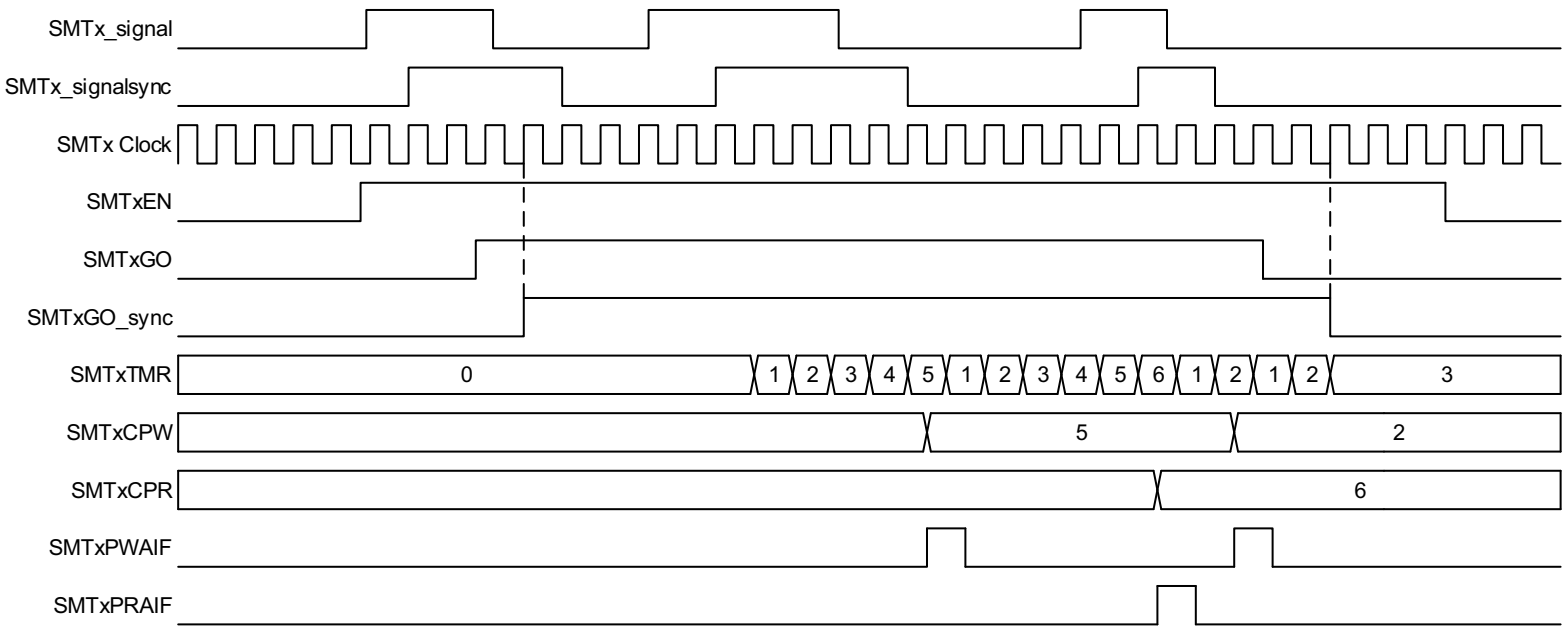 SMTx_signal
SMTx_signalsync
SMTx Clock
SMTxEN
SMTxGO
SMTxGO_sync
SMTxTMR 0 1 2 3 4 5 1 2 3 4 5 6 1 2 1 2 3
SMTxCPW 5 2
SMTxCPR 6
SMTxPWAIF
SMTxPRAIF